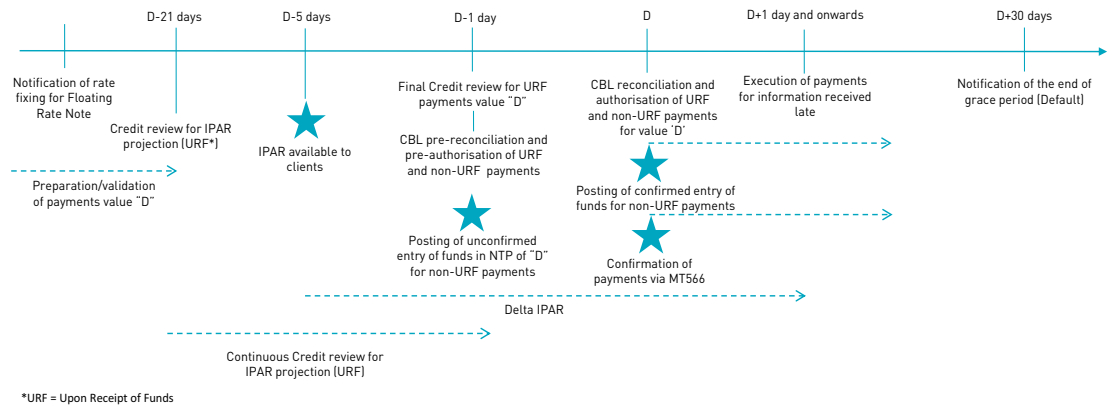 D-21 days
D-5 days
D-1 day
D
D+1 day and onwards
D+30 days
Notification of rate
fixing for Floating
Rate Note
Credit review for IPAR
projection (URF*)
Preparation/validation
of payments value “D”
IPAR available to
clients
Final Credit review for URF
payments value “D”
CBL pre-reconciliation and
pre-authorisation of URF
and non-URF payments
Posting of unconfirmed
entry of funds in NTP of “D”
for non-URF payments
CBL reconciliation and
authorisation of URF
and non-URF payments
for value ‘D’
Posting of confirmed entry of
funds for non-URF payments
Confirmation of
payments via MT566
Execution of payments
for information received
late
Notification of the end of
grace period (Default)
Delta IPAR
Continuous Credit review for
IPAR projection (URF)
*URF = Upon Receipt of Funds